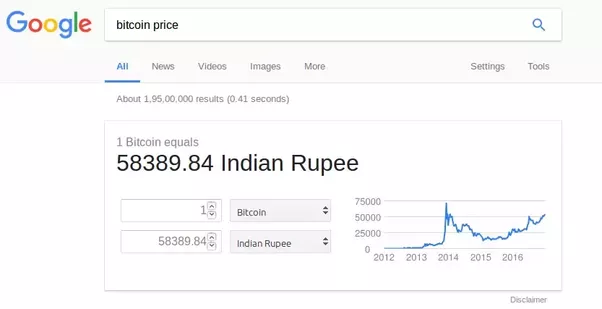 Google
bitcoin price
All News Videos Images More Settings Tools
About 1,95,00,000 results (0.41 seconds)
1 Bitcoin equals
58389.84 Indian Rupee
1 Bitcoin
58389.84 Indian Rupee
75000
50000
25000
0
2012 2013 2014 2015 2016
Disclaimer